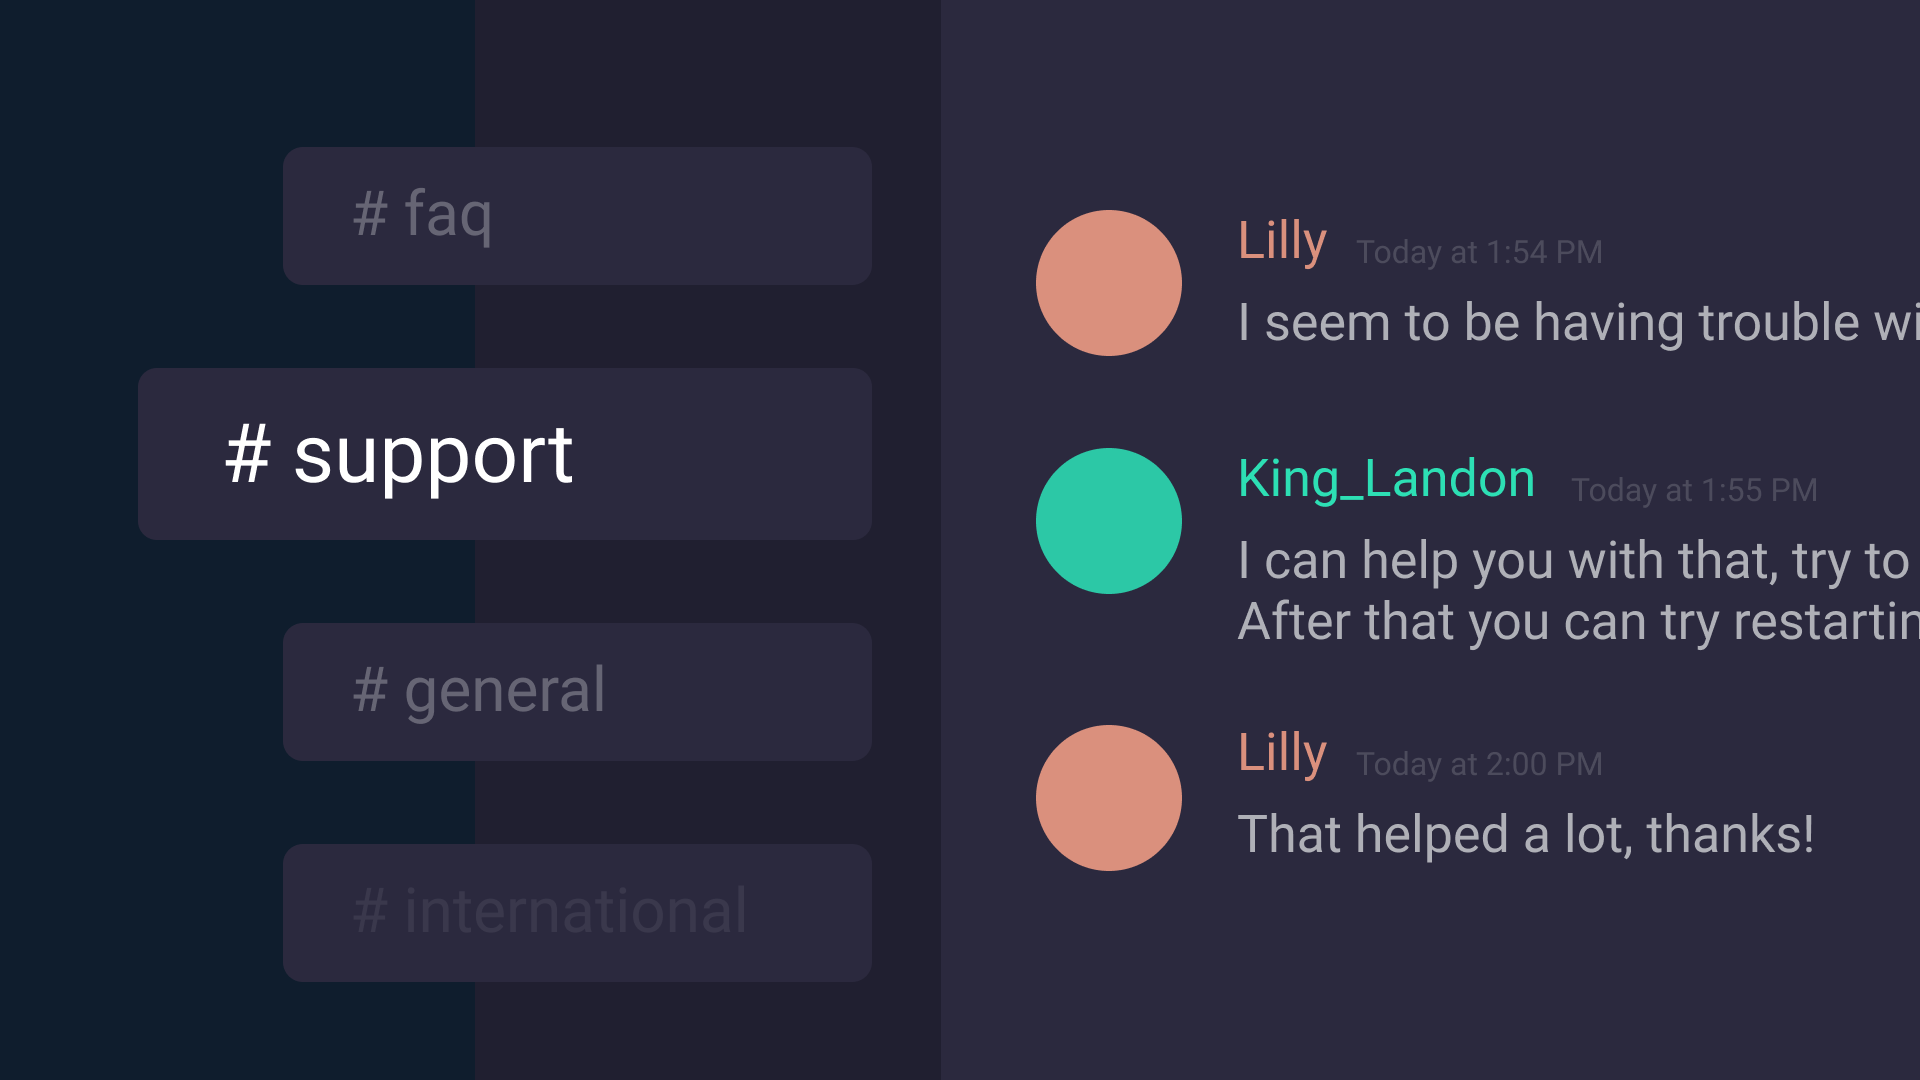 # faq
# support
# general
# international
Lilly Today at 1:54 PM
I seem to be having trouble wi
King_Landon Today at 1:55 PM
I can help you with that, try to
After that you can try restartin
Lilly Today at 2:00 PM
That helped a lot, thanks!